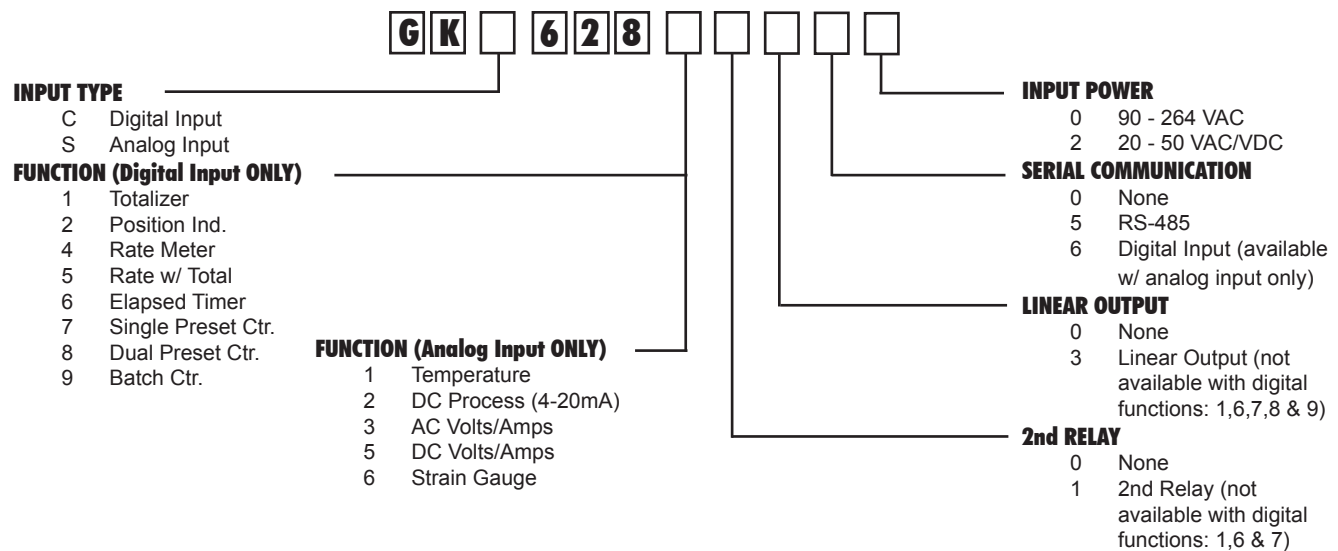 GK 628
INPUT TYPE
C Digital Input
S Analog Input
FUNCTION (Digital Input ONLY)
1 Totalizer
2 Position Ind.
4 Rate Meter
5 Rate w/ Total
6 Elapsed Timer
7 Single Preset Ctr.
8 Dual Preset Ctr.
9 Batch Ctr.
FUNCTION (Analog Input ONLY)
1 Temperature
2 DC Process (4-20mA)
3 AC Volts/Amps
5 DC Volts/Amps
6 Strain Gauge
INPUT POWER
0 90 - 264 VAC
2 20 - 50 VAC/VDC
SERIAL COMMUNICATION
0 None
5 RS-485
6 Digital Input (available
w/ analog input only)
LINEAR OUTPUT
0 None
3 Linear Output (not
available with digital
functions: 1,6,7,8 & 9)
2nd RELAY
0 None
1 2nd Relay (not
available with digital
functions: 1,6 & 7)